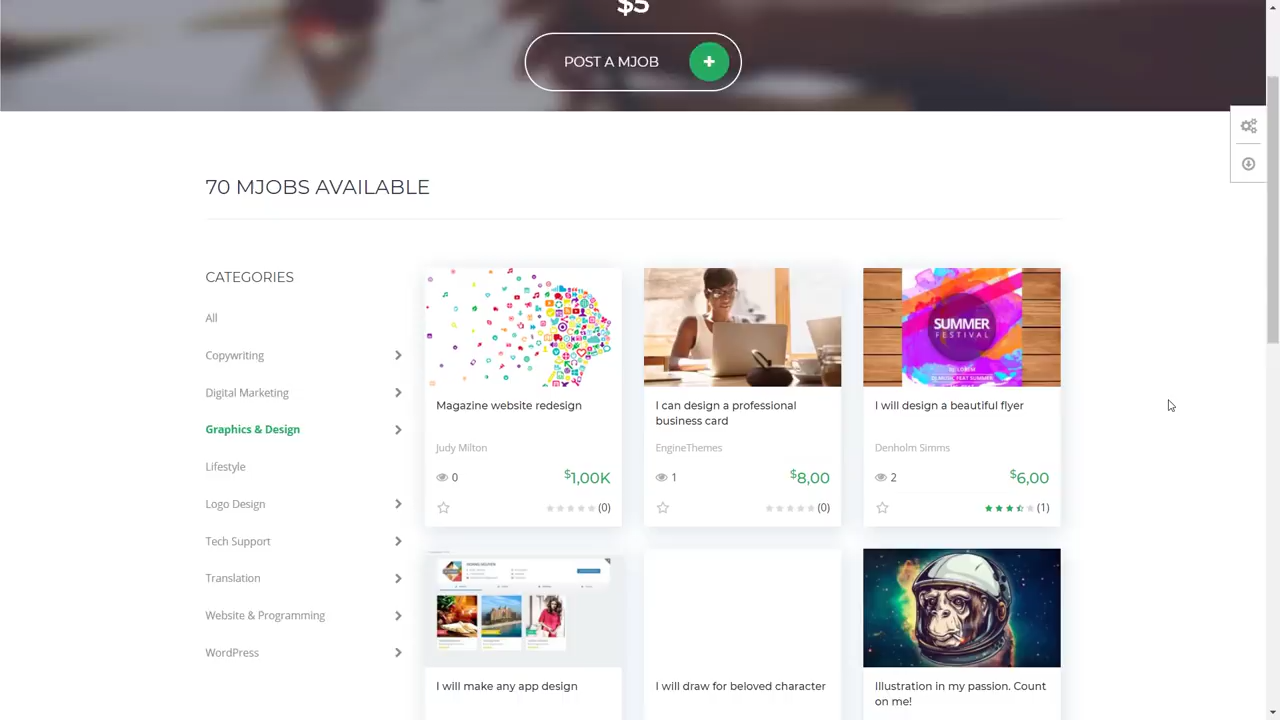 $5
POST A MJOB
70 MJOBS AVAILABLE
CATEGORIES
All
Copywriting
Digital Marketing
Graphics & Design
Lifestyle
Logo Design
Tech Support
Translation
Website & Programming
WordPress
Magazine website redesign
Judy Milton
0
$1,00K
(0)
I can design a professional
business card
EngineThemes
1
$8,00
(0)
SUMMER
FESTIVAL
I will design a beautiful flyer
Denholm Simms
2
$6,00
(1)
I will make any app design
I will draw for beloved character
Illustration in my passion. Count
on me!